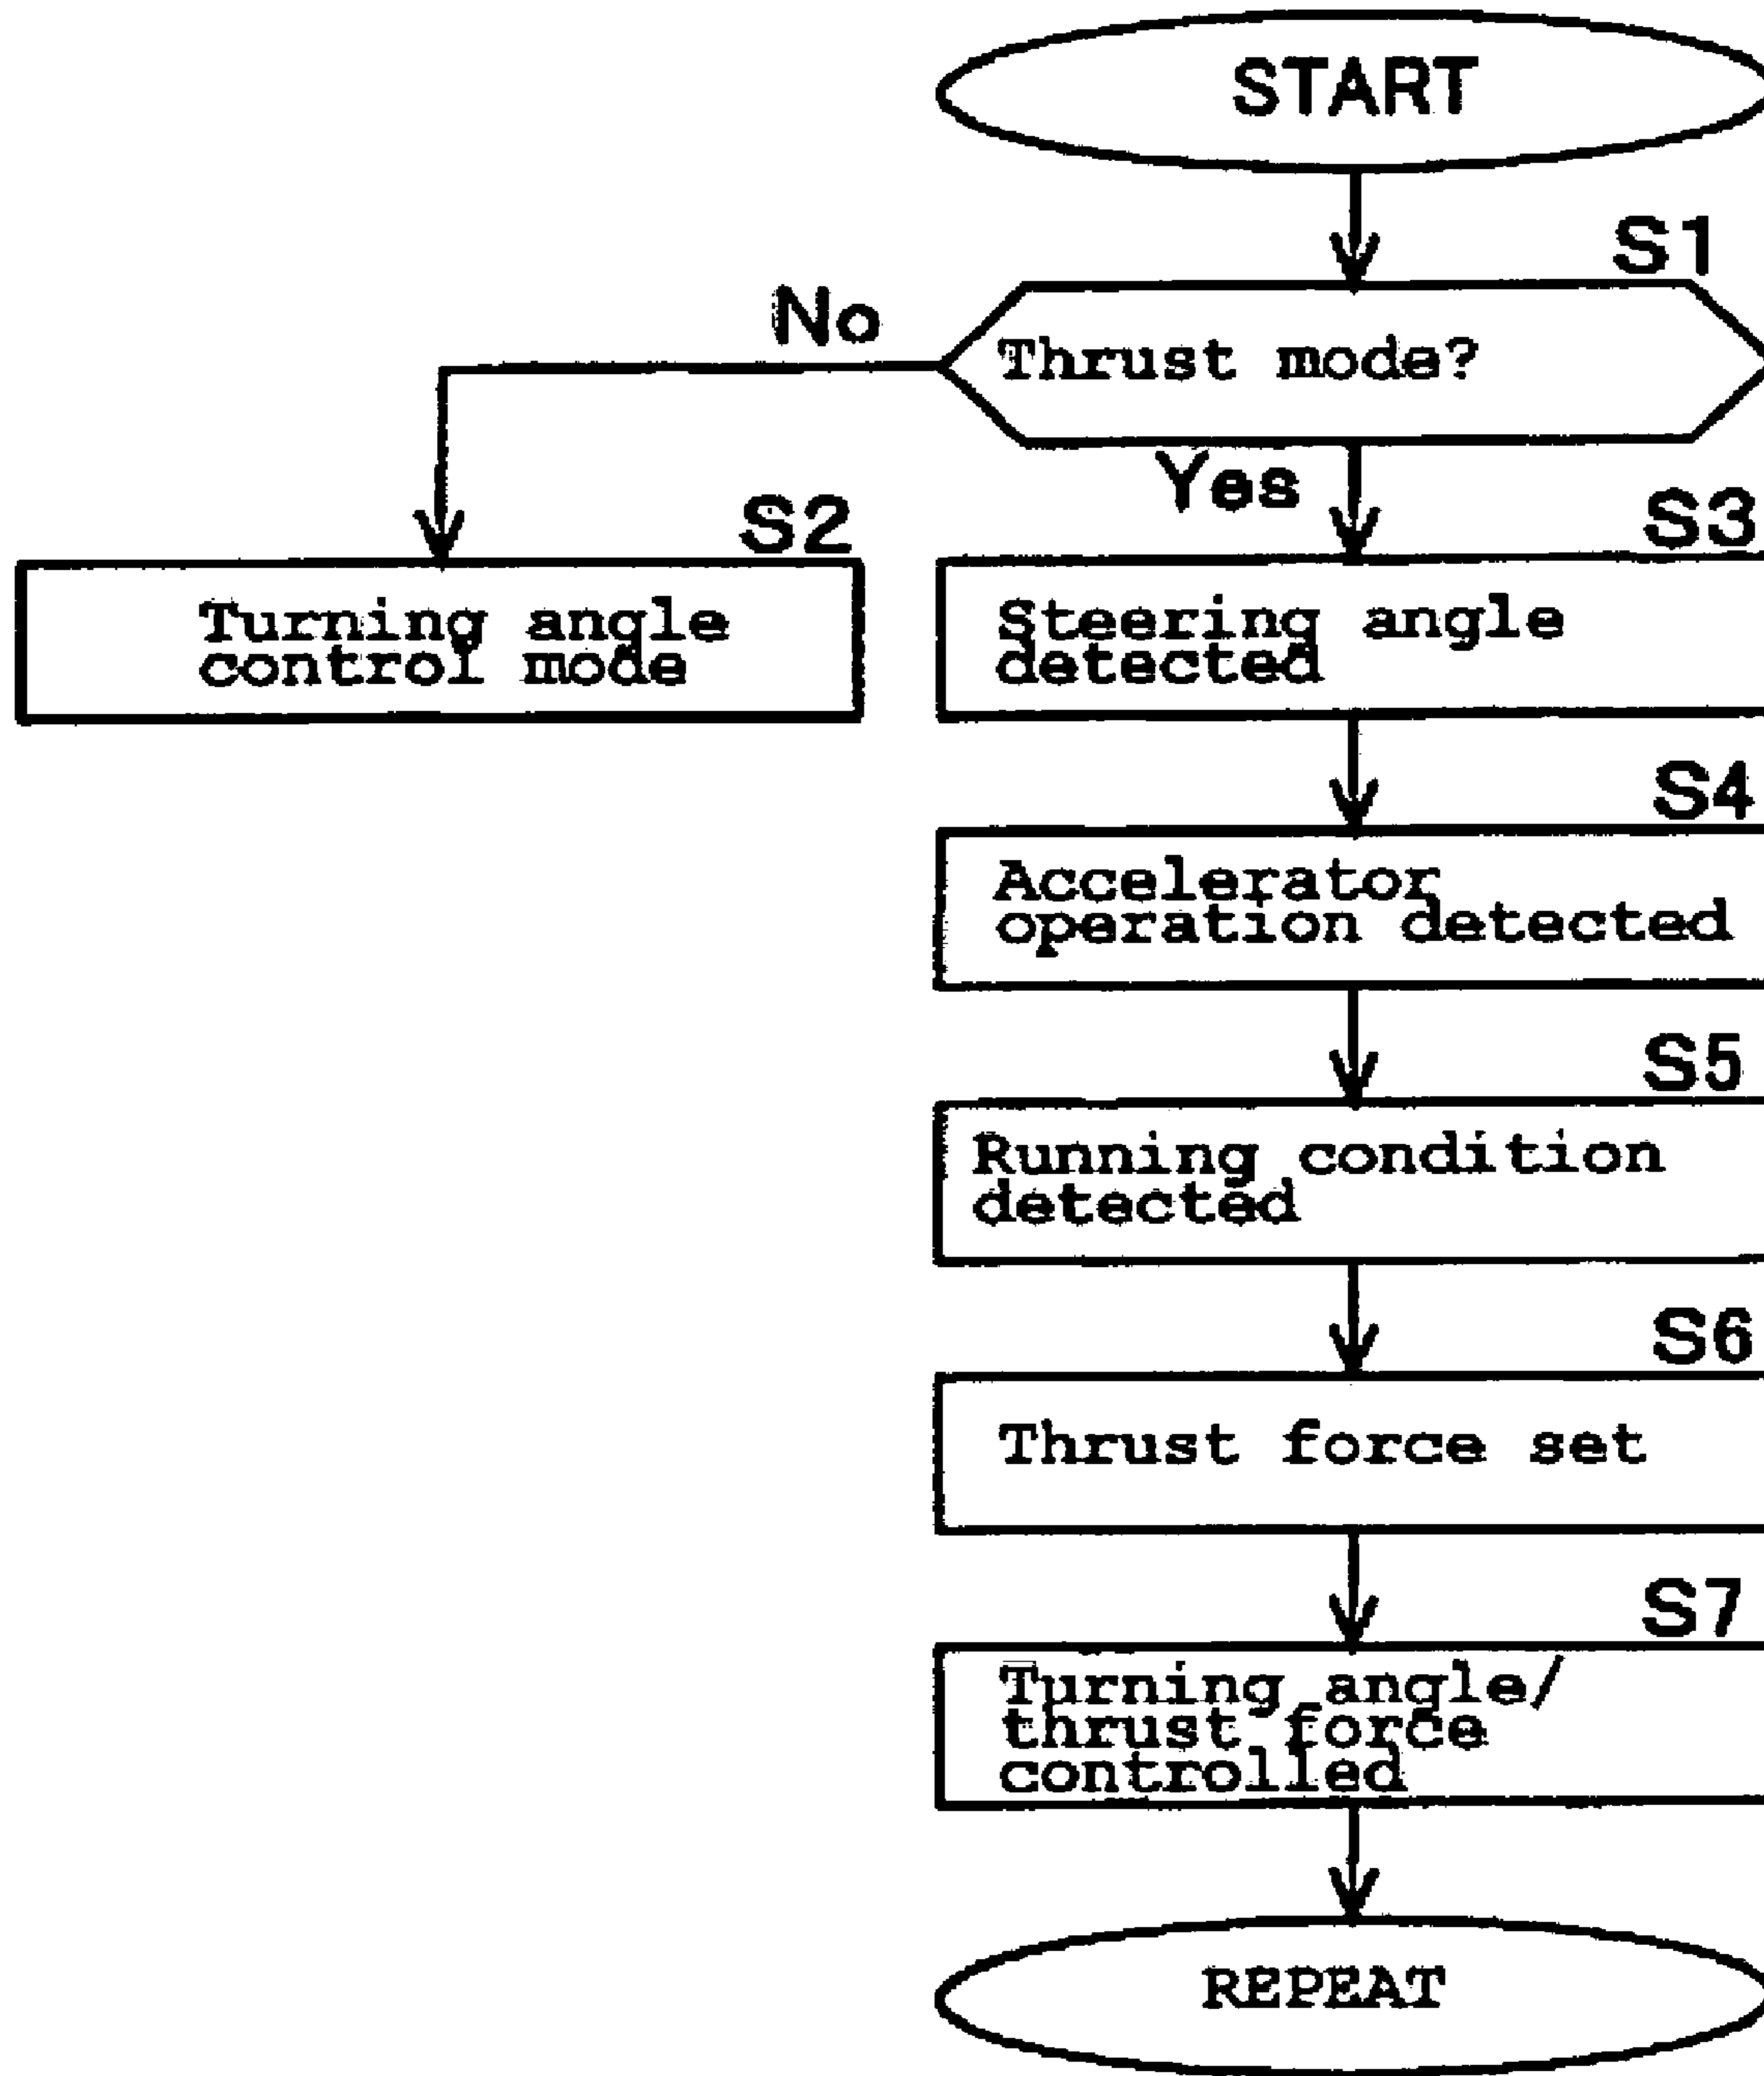 START
S1
No
Thrust mode?
Yes
S2
S3
Turning angle
control mode
Steering angle
detected
S4
Accelerator
operation detected
S5
Running condition
detected
S6
Thrust force set
S7
Turning angle/
thrust force
controlled
REPEAT